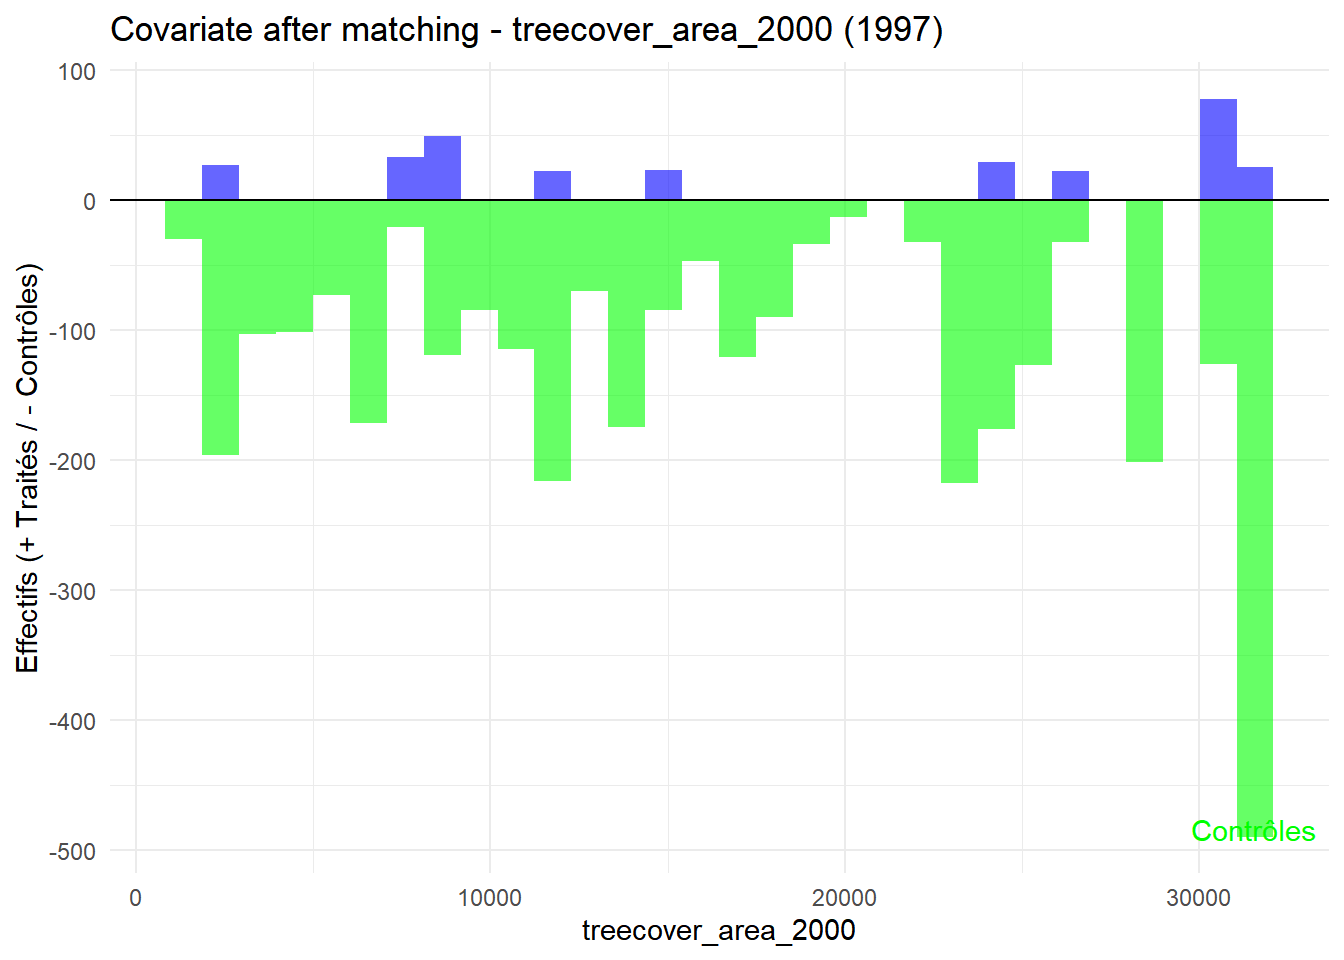 Covariate after matching - treecover_area_2000 (1997)
Effectifs (+ Traités / - Contrôles)
100
0
-100
-200
-300
-400
-500
Contrôles
0 10000 20000 30000
treecover_area_2000